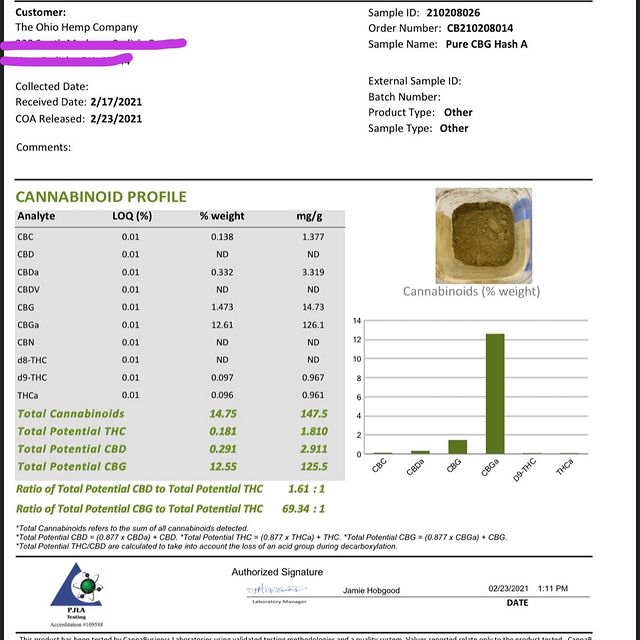 Customer:
The Ohio Hemp Company
Collected Date:
Received Date: 2/17/2021
COA Released: 2/23/2021
Comments:
Sample ID: 210208026
Order Number: CB210208014
Sample Name: Pure CBG Hash A
External Sample ID:
Batch Number:
Product Type: Other
Sample Type: Other
CANNABINOID PROFILE
Analyte LOQ (%) % weight mg/g
CBC 0.01 0.138 1.377
CBD 0.01 ND ND
CBDa 0.01 0.332 3.319
CBDV 0.01 ND ND
CBG 0.01 1.473 14.73
CBGa 0.01 12.61 126.1
CBN 0.01 ND ND
d8-THC 0.01 ND ND
d9-THC 0.01 0.097 0.967
THCa 0.01 0.096 0.961
Total Cannabinoids 14.75 147.5
Total Potential THC 0.181 1.810
Total Potential CBD 0.291 2.911
Total Potential CBG 12.55 125.5
Ratio of Total Potential CBD to Total Potential THC 1.61 : 1
Ratio of Total Potential CBG to Total Potential THC 69.34 : 1
Cannabinoids (% weight)
14
12
10
8
6
4
2
0
CBC CBDa CBG CBGa D9-THC THCa
*Total Cannabinoids refers to the sum of all cannabinoids detected.
*Total Potential CBD = (0.877 x CBDa) + CBD. *Total Potential THC = (0.877 x THCa) + THC. *Total Potential CBG = (0.877 x CBGa) + CBG.
*Total Potential THC/CBD are calculated to take into account the loss of an acid group during decarboxylation.
PJLA
Testing
Accreditation #109588
Authorized Signature
Laboratory Manager
Jamie Hobgood
02/23/2021 1:11 PM
DATE
This product has been tested by CannaBusiness Laboratories using validated testing methodologies and a quality system. Values reported relate only to the product tested.